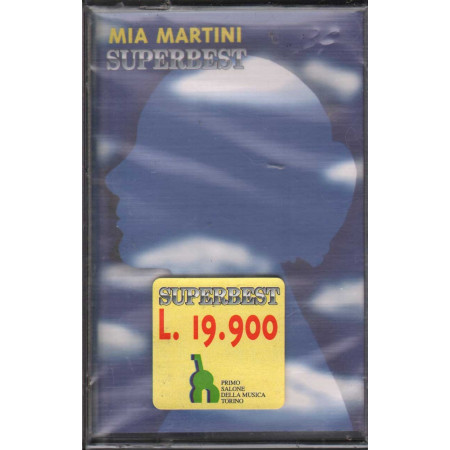 MIA MARTINI
SUPERBEST
SUPERBEST
L. 19.900
PRIMO
SALONE
DELLA MUSICA
TORINO